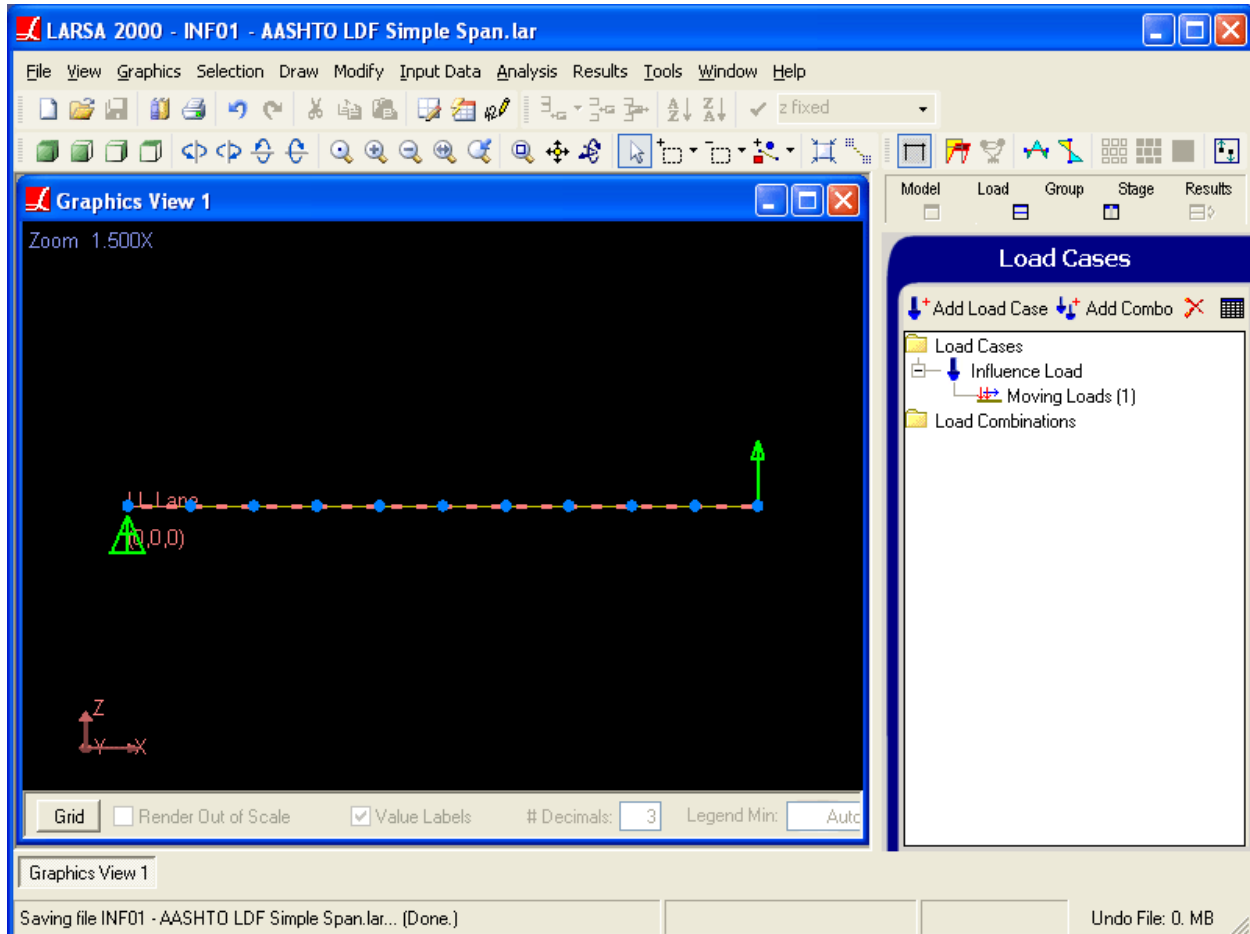 LARSA 2000 - INF01 - AASHTO LDF Simple Span.lar
File View Graphics Selection Draw Modify Input Data Analysis Results Tools Window Help
z fixed
Model Load Group Stage Results
Graphics View 1
Zoom 1.500X
LL Lane
(0,0,0)
Z
Y X
Grid Render Out of Scale Value Labels # Decimals: 3 Legend Min: Auto
Load Cases
Add Load Case Add Combo
Load Cases
Influence Load
Moving Loads (1)
Load Combinations
Graphics View 1
Saving file INF01 - AASHTO LDF Simple Span.lar... (Done.) Undo File: 0. MB